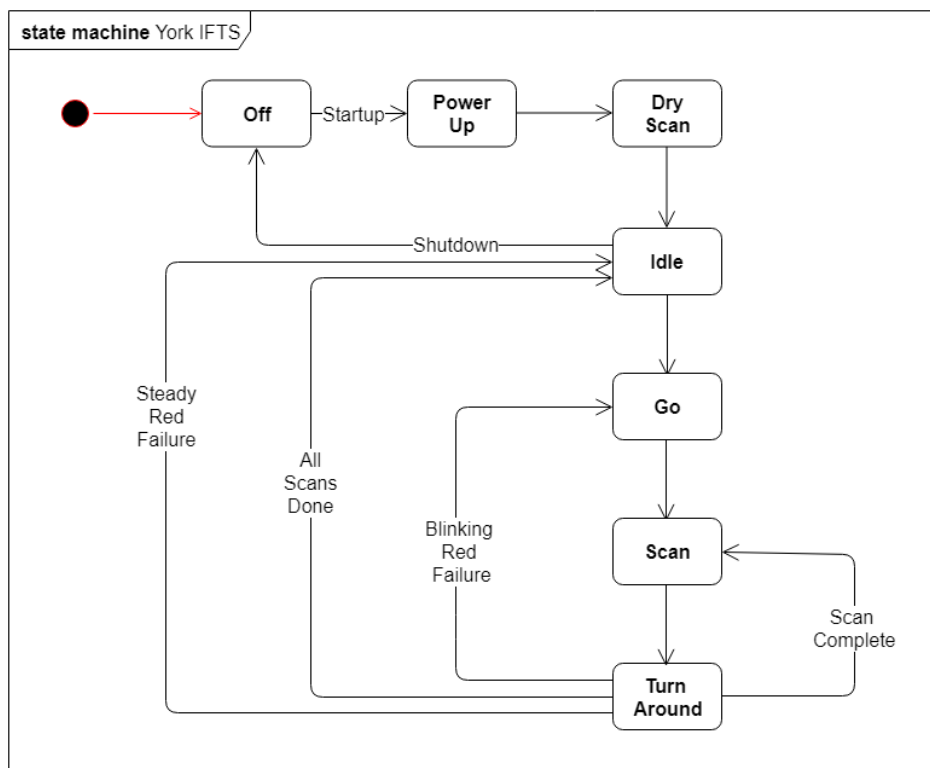 state machine York IFTS
Off
Startup
Power
Up
Dry
Scan
Shutdown
Idle
Steady
Red
Failure
All
Scans
Done
Go
Blinking
Red
Failure
Scan
Scan
Complete
Turn
Around